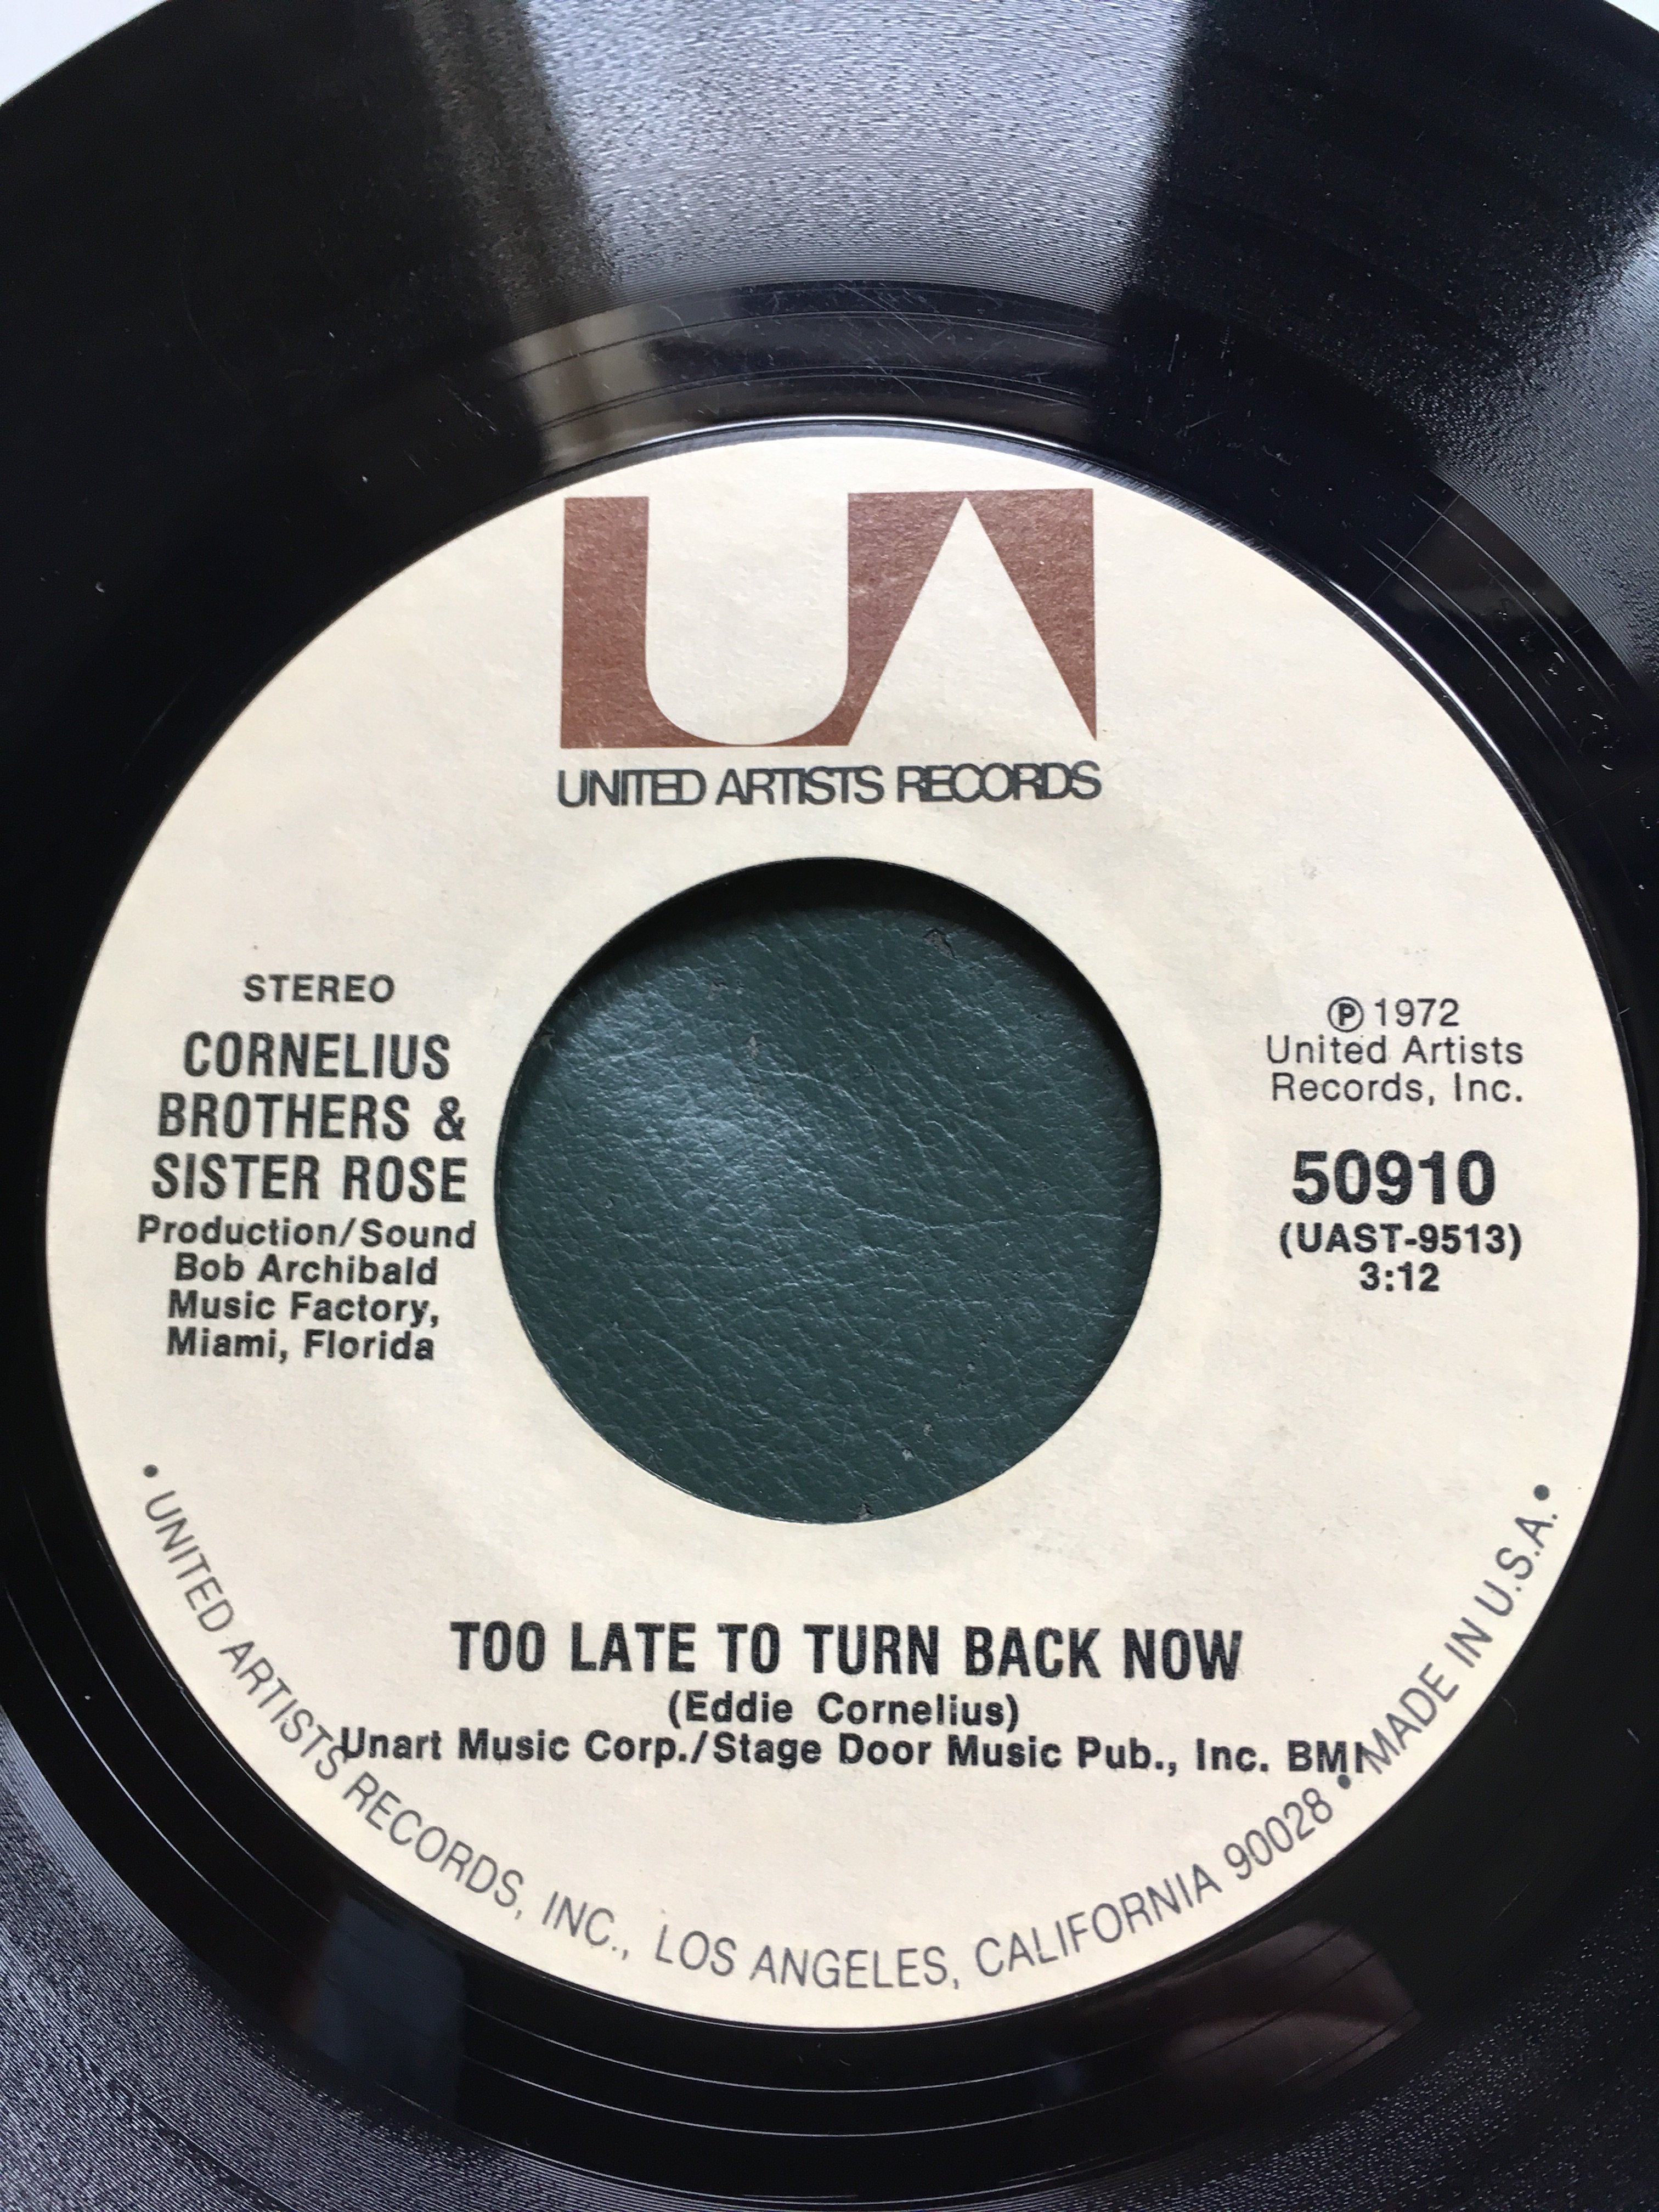 UA
UNITED ARTISTS RECORDS
STEREO
CORNELIUS
BROTHERS &
SISTER ROSE
Production/Sound
Bob Archibald
Music Factory,
Miami, Florida
Ⓟ 1972
United Artists
Records, Inc.
50910
(UAST-9513)
3:12
TOO LATE TO TURN BACK NOW
(Eddie Cornelius)
Unart Music Corp./Stage Door Music Pub., Inc. BMI
• UNITED ARTISTS RECORDS, INC., LOS ANGELES, CALIFORNIA 90028 • MADE IN U.S.A. •